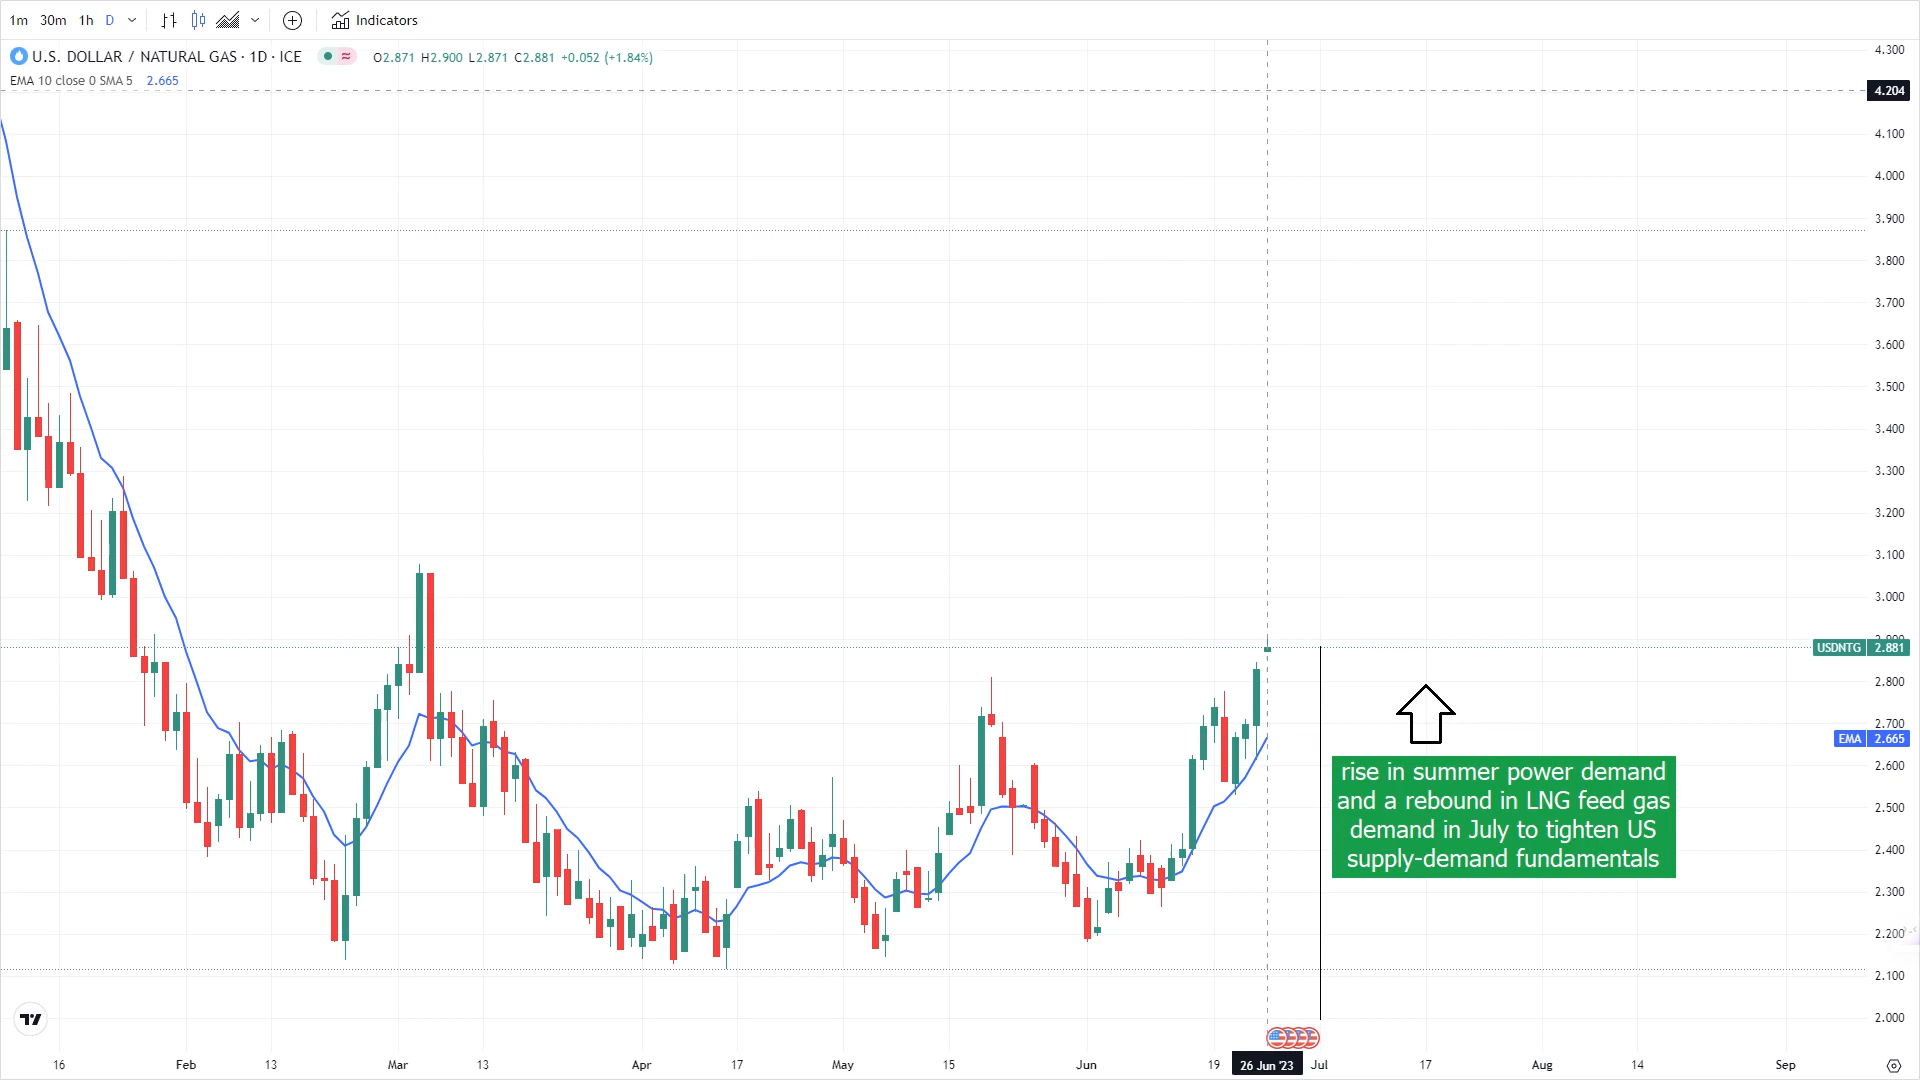 1m 30m 1h D Indicators
U.S. DOLLAR / NATURAL GAS · 1D · ICE O2.871 H2.900 L2.871 C2.881 +0.052 (+1.84%)
EMA 10 close 0 SMA 5 2.665
4.300
4.204
4.100
4.000
3.900
3.800
3.700
3.600
3.500
3.400
3.300
3.200
3.100
3.000
2.900
USDNTG 2.881
2.800
2.700
EMA 2.665
2.600
2.500
2.400
2.300
2.200
2.100
2.000
rise in summer power demand
and a rebound in LNG feed gas
demand in July to tighten US
supply-demand fundamentals
16 Feb 13 Mar 13 Apr 17 May 15 Jun 19 26 Jun '23 Jul 17 Aug 14 Sep